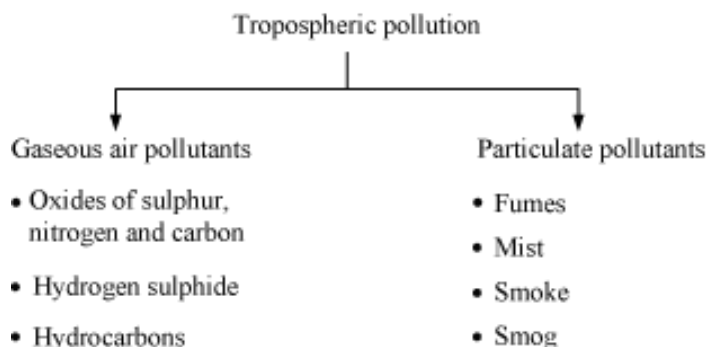 Tropospheric pollution
Gaseous air pollutants
• Oxides of sulphur,
nitrogen and carbon
• Hydrogen sulphide
• Hydrocarbons
Particulate pollutants
• Fumes
• Mist
• Smoke
• Smog